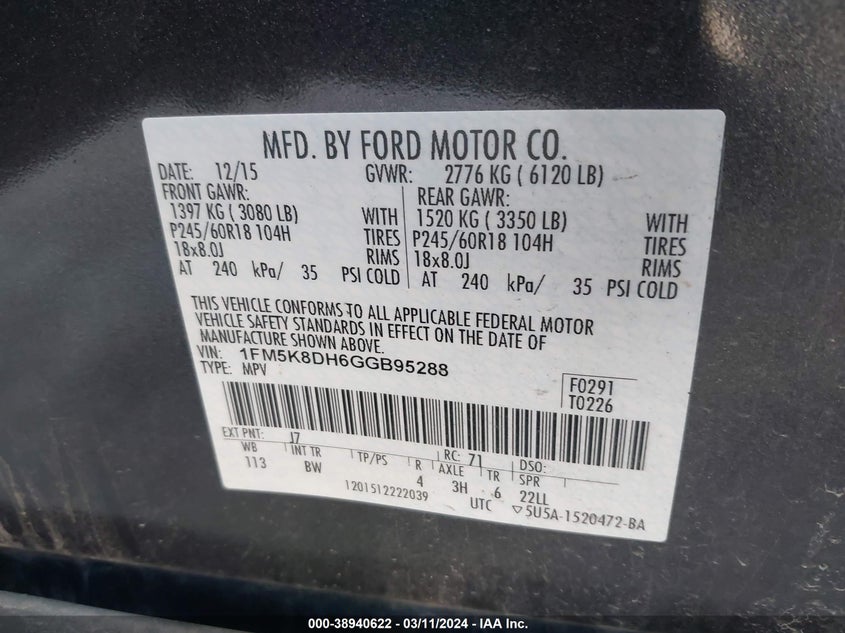 MFD. BY FORD MOTOR CO.
DATE: 12/15 GVWR: 2776 KG ( 6120 LB)
FRONT GAWR: REAR GAWR:
1397 KG ( 3080 LB) WITH 1520 KG ( 3350 LB) WITH
P245/60R18 104H TIRES P245/60R18 104H TIRES
18x8.0J RIMS 18x8.0J RIMS
AT 240 kPa/ 35 PSI COLD AT 240 kPa/ 35 PSI COLD
THIS VEHICLE CONFORMS TO ALL APPLICABLE FEDERAL MOTOR
VEHICLE SAFETY STANDARDS IN EFFECT ON THE DATE OF
MANUFACTURE SHOWN ABOVE.
VIN: 1FM5K8DH6GGB95288
TYPE: MPV
F0291
T0226
EXT PNT: J7 RC: 71 DSO:
WB INT TR TP/PS R AXLE TR SPR
113 BW 4 3H 6 22LL
1201512222039 UTC ▽5U5A-1520472-BA
000-38940622 - 03/11/2024 - IAA Inc.